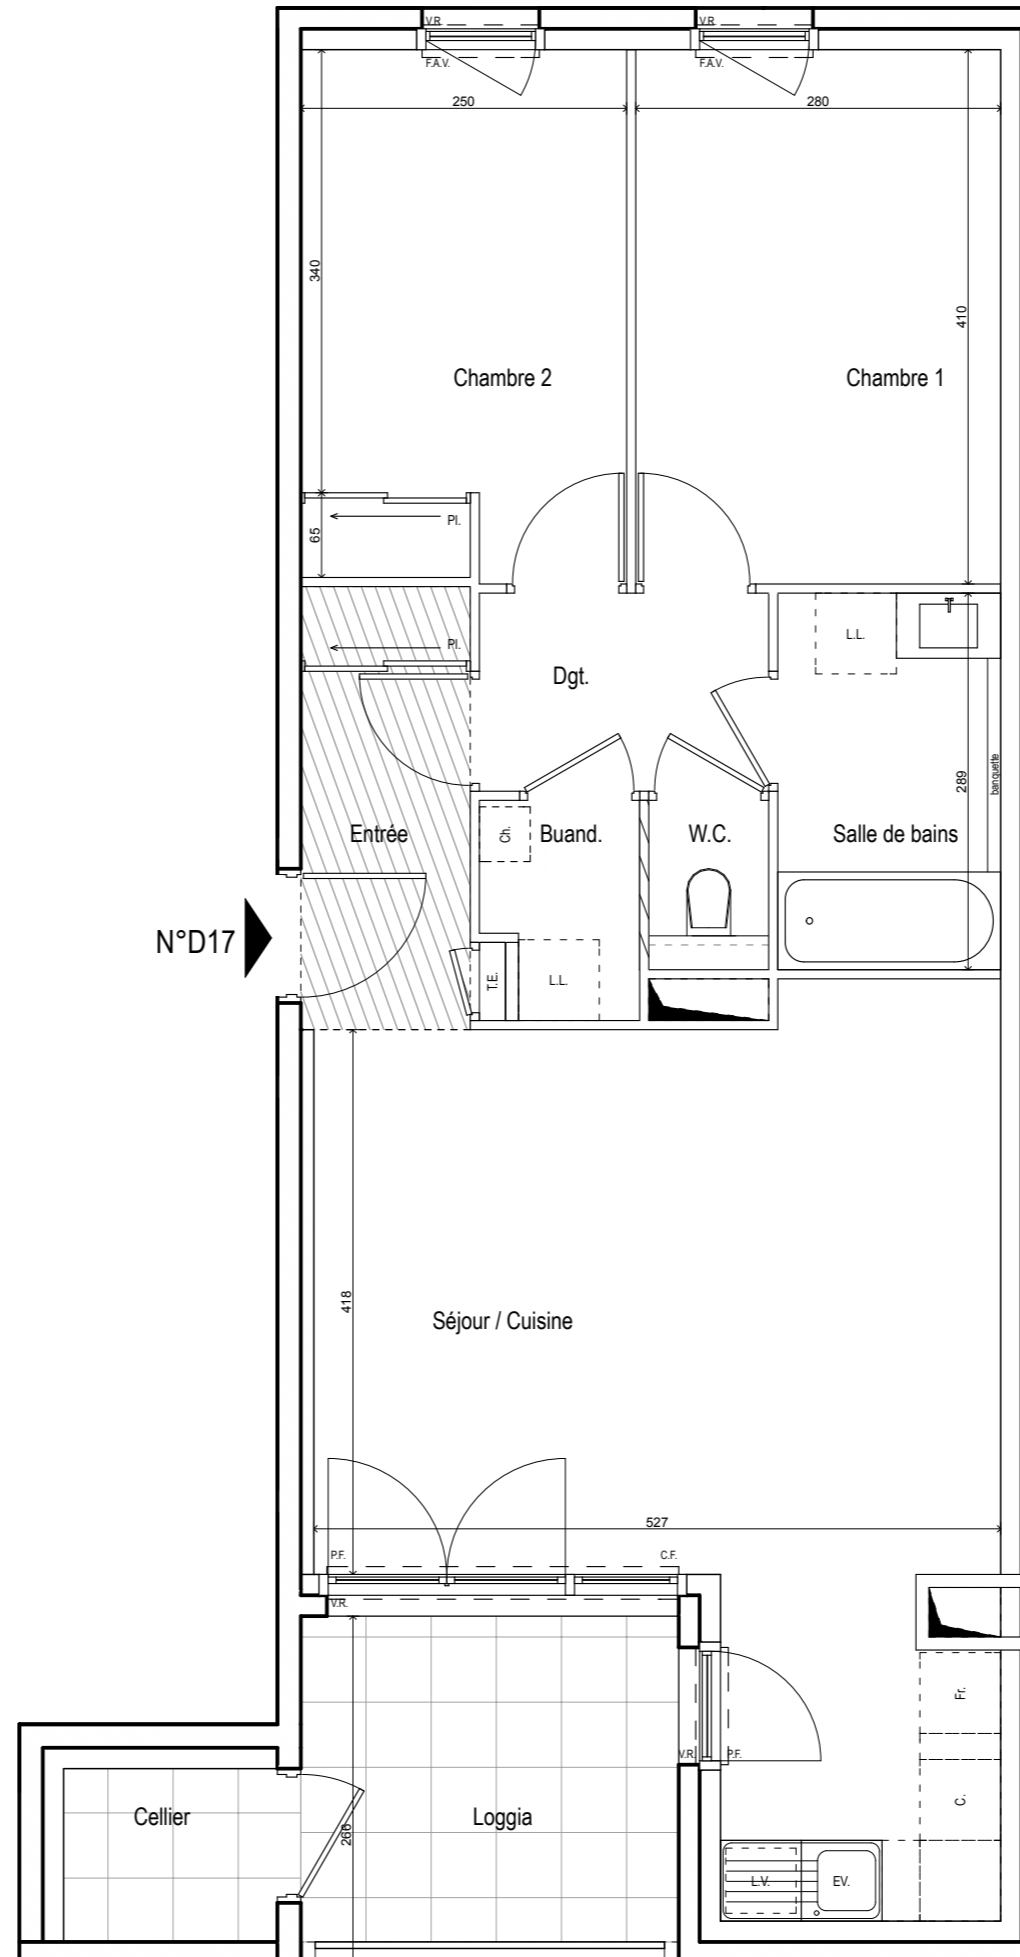 V.R. V.R.
F.A.V. F.A.V.
250 280
340 410
Chambre 2 Chambre 1
65 Pl.
L.L.
Pl.
Dgt.
289 banquette
Entrée Ch. Buand. W.C. Salle de bains
N°D17
T.E. L.L.
418
Séjour / Cuisine
527
P.F. C.F.
V.R.
Fr.
V.R. P.F.
C.
Cellier 266 Loggia
L.V. EV.